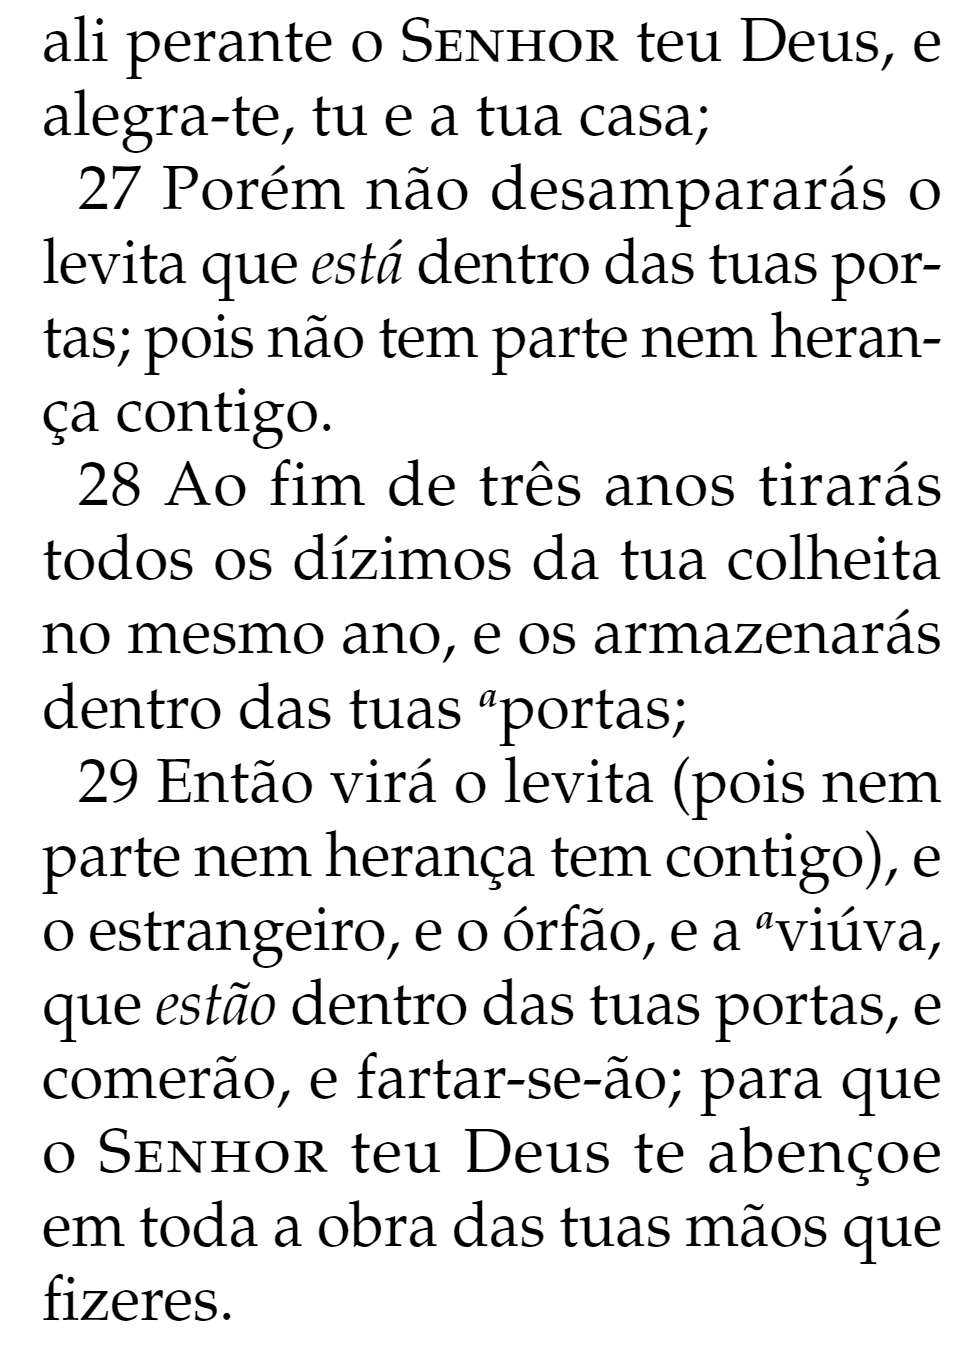 ali perante o SENHOR teu Deus, e
alegra-te, tu e a tua casa;
27 Porém não desampararás o
levita que está dentro das tuas por-
tas; pois não tem parte nem heran-
ça contigo.
28 Ao fim de três anos tirarás
todos os dízimos da tua colheita
no mesmo ano, e os armazenarás
dentro das tuas ᵃportas;
29 Então virá o levita (pois nem
parte nem herança tem contigo), e
o estrangeiro, e o órfão, e a ᵃviúva,
que estão dentro das tuas portas, e
comerão, e fartar-se-ão; para que
o SENHOR teu Deus te abençoe
em toda a obra das tuas mãos que
fizeres.